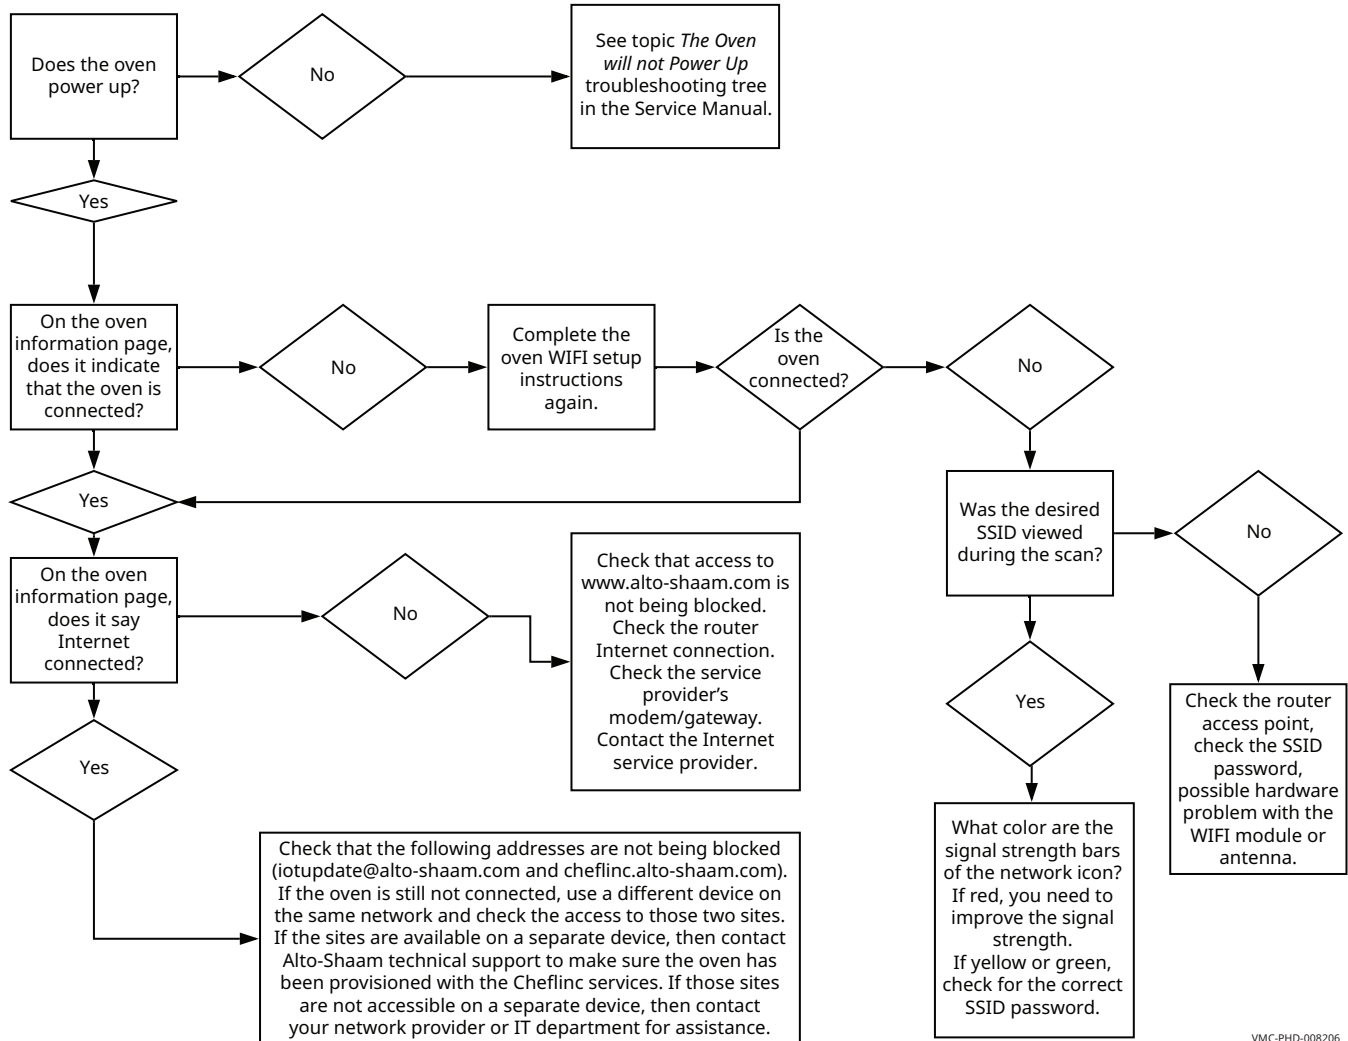 Does the oven
power up?
No
See topic The Oven
will not Power Up
troubleshooting tree
in the Service Manual.
Yes
On the oven
information page,
does it indicate
that the oven is
connected?
No
Complete the
oven WIFI setup
instructions
again.
Is the
oven
connected?
No
Yes
Was the desired
SSID viewed
during the scan?
No
On the oven
information page,
does it say
Internet
connected?
No
Check that access to
www.alto-shaam.com is
not being blocked.
Check the router
Internet connection.
Check the service
provider’s
modem/gateway.
Contact the Internet
service provider.
Yes
Check the router
access point,
check the SSID
password,
possible hardware
problem with the
WIFI module or
antenna.
Yes
What color are the
signal strength bars
of the network icon?
If red, you need to
improve the signal
strength.
If yellow or green,
check for the correct
SSID password.
Check that the following addresses are not being blocked
(iotupdate@alto-shaam.com and cheflinc.alto-shaam.com).
If the oven is still not connected, use a different device on
the same network and check the access to those two sites.
If the sites are available on a separate device, then contact
Alto-Shaam technical support to make sure the oven has
been provisioned with the Cheflinc services. If those sites
are not accessible on a separate device, then contact
your network provider or IT department for assistance.
VMC-PHD-008206